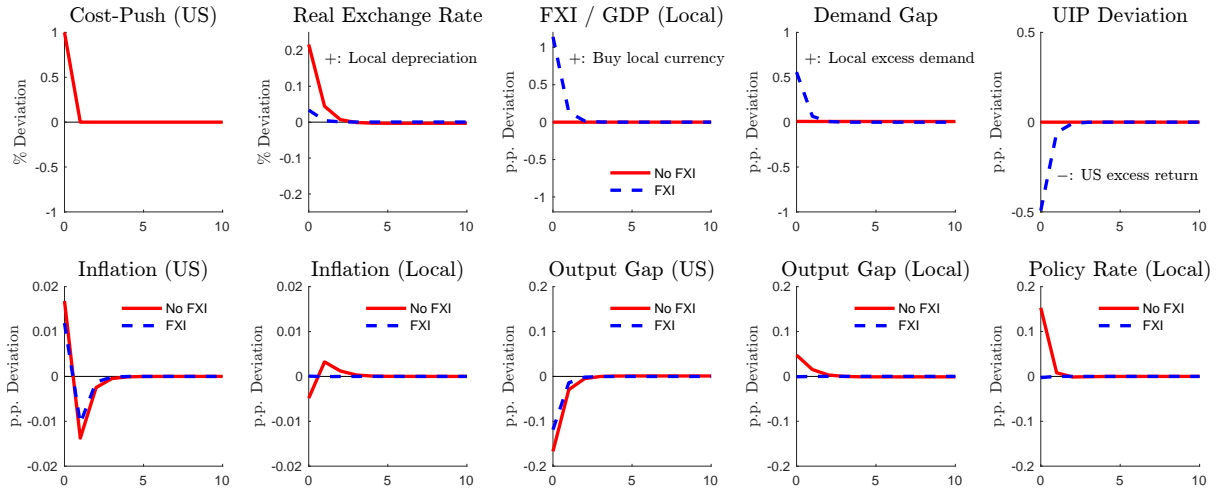 Cost-Push (US)
% Deviation
1
0.5
0
-0.5
-1
0
5
10
Real Exchange Rate
% Deviation
+: Local depreciation
0.2
0.1
0
-0.1
-0.2
0
5
10
FXI / GDP (Local)
p.p. Deviation
+: Buy local currency
1
0.5
0
-0.5
-1
No FXI
FXI
0
5
10
Demand Gap
p.p. Deviation
+: Local excess demand
1
0.5
0
-0.5
-1
0
5
10
UIP Deviation
p.p. Deviation
0.5
0
−: US excess return
-0.5
0
5
10
Inflation (US)
p.p. Deviation
0.02
0.01
0
-0.01
-0.02
No FXI
FXI
0
5
10
Inflation (Local)
p.p. Deviation
0.02
0.01
0
-0.01
-0.02
No FXI
FXI
0
5
10
Output Gap (US)
p.p. Deviation
0.2
0.1
0
-0.1
-0.2
No FXI
FXI
0
5
10
Output Gap (Local)
p.p. Deviation
0.2
0.1
0
-0.1
-0.2
No FXI
FXI
0
5
10
Policy Rate (Local)
p.p. Deviation
0.2
0.1
0
-0.1
-0.2
No FXI
FXI
0
5
10